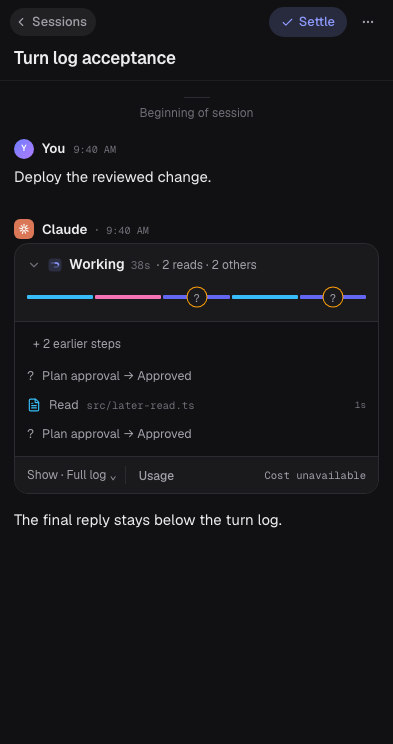 Sessions
Settle
Turn log acceptance
Beginning of session
Y You 9:40 AM
Deploy the reviewed change.
Claude · 9:40 AM
Working 38s · 2 reads · 2 others
? ?
+ 2 earlier steps
? Plan approval → Approved
Read src/later-read.ts 1s
? Plan approval → Approved
Show · Full log Usage Cost unavailable
The final reply stays below the turn log.